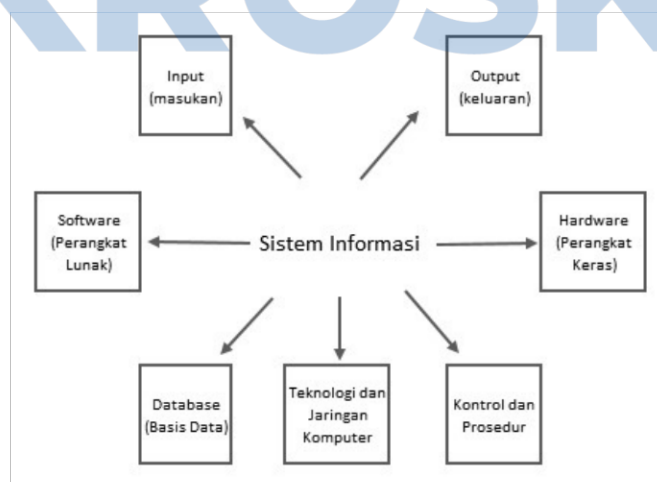 Input
(masukan)
Output
(keluaran)
Software
(Perangkat
Lunak)
Sistem Informasi
Hardware
(Perangkat
Keras)
Database
(Basis Data)
Teknologi dan
Jaringan
Komputer
Kontrol dan
Prosedur